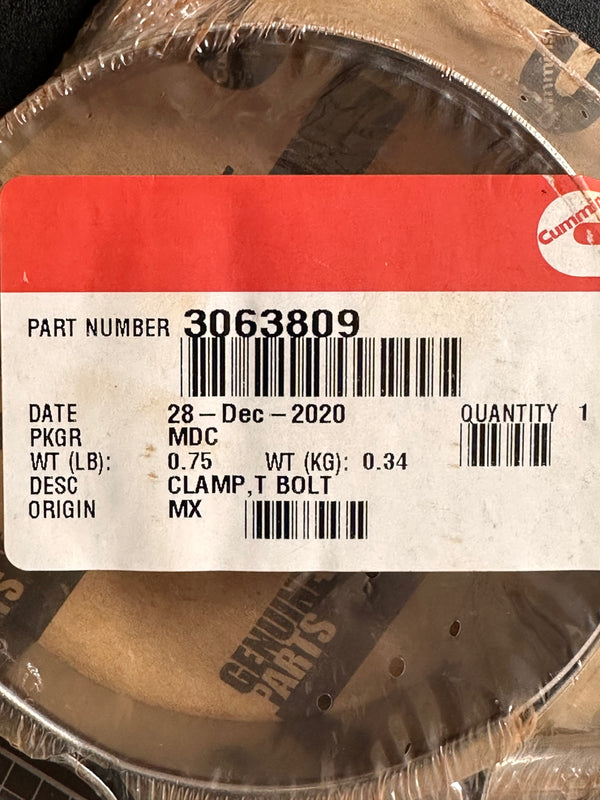 Cummins
PART NUMBER 3063809
DATE 28-Dec-2020 QUANTITY 1
PKGR MDC
WT (LB): 0.75 WT (KG): 0.34
DESC CLAMP,T BOLT
ORIGIN MX
GENUINE
PARTS